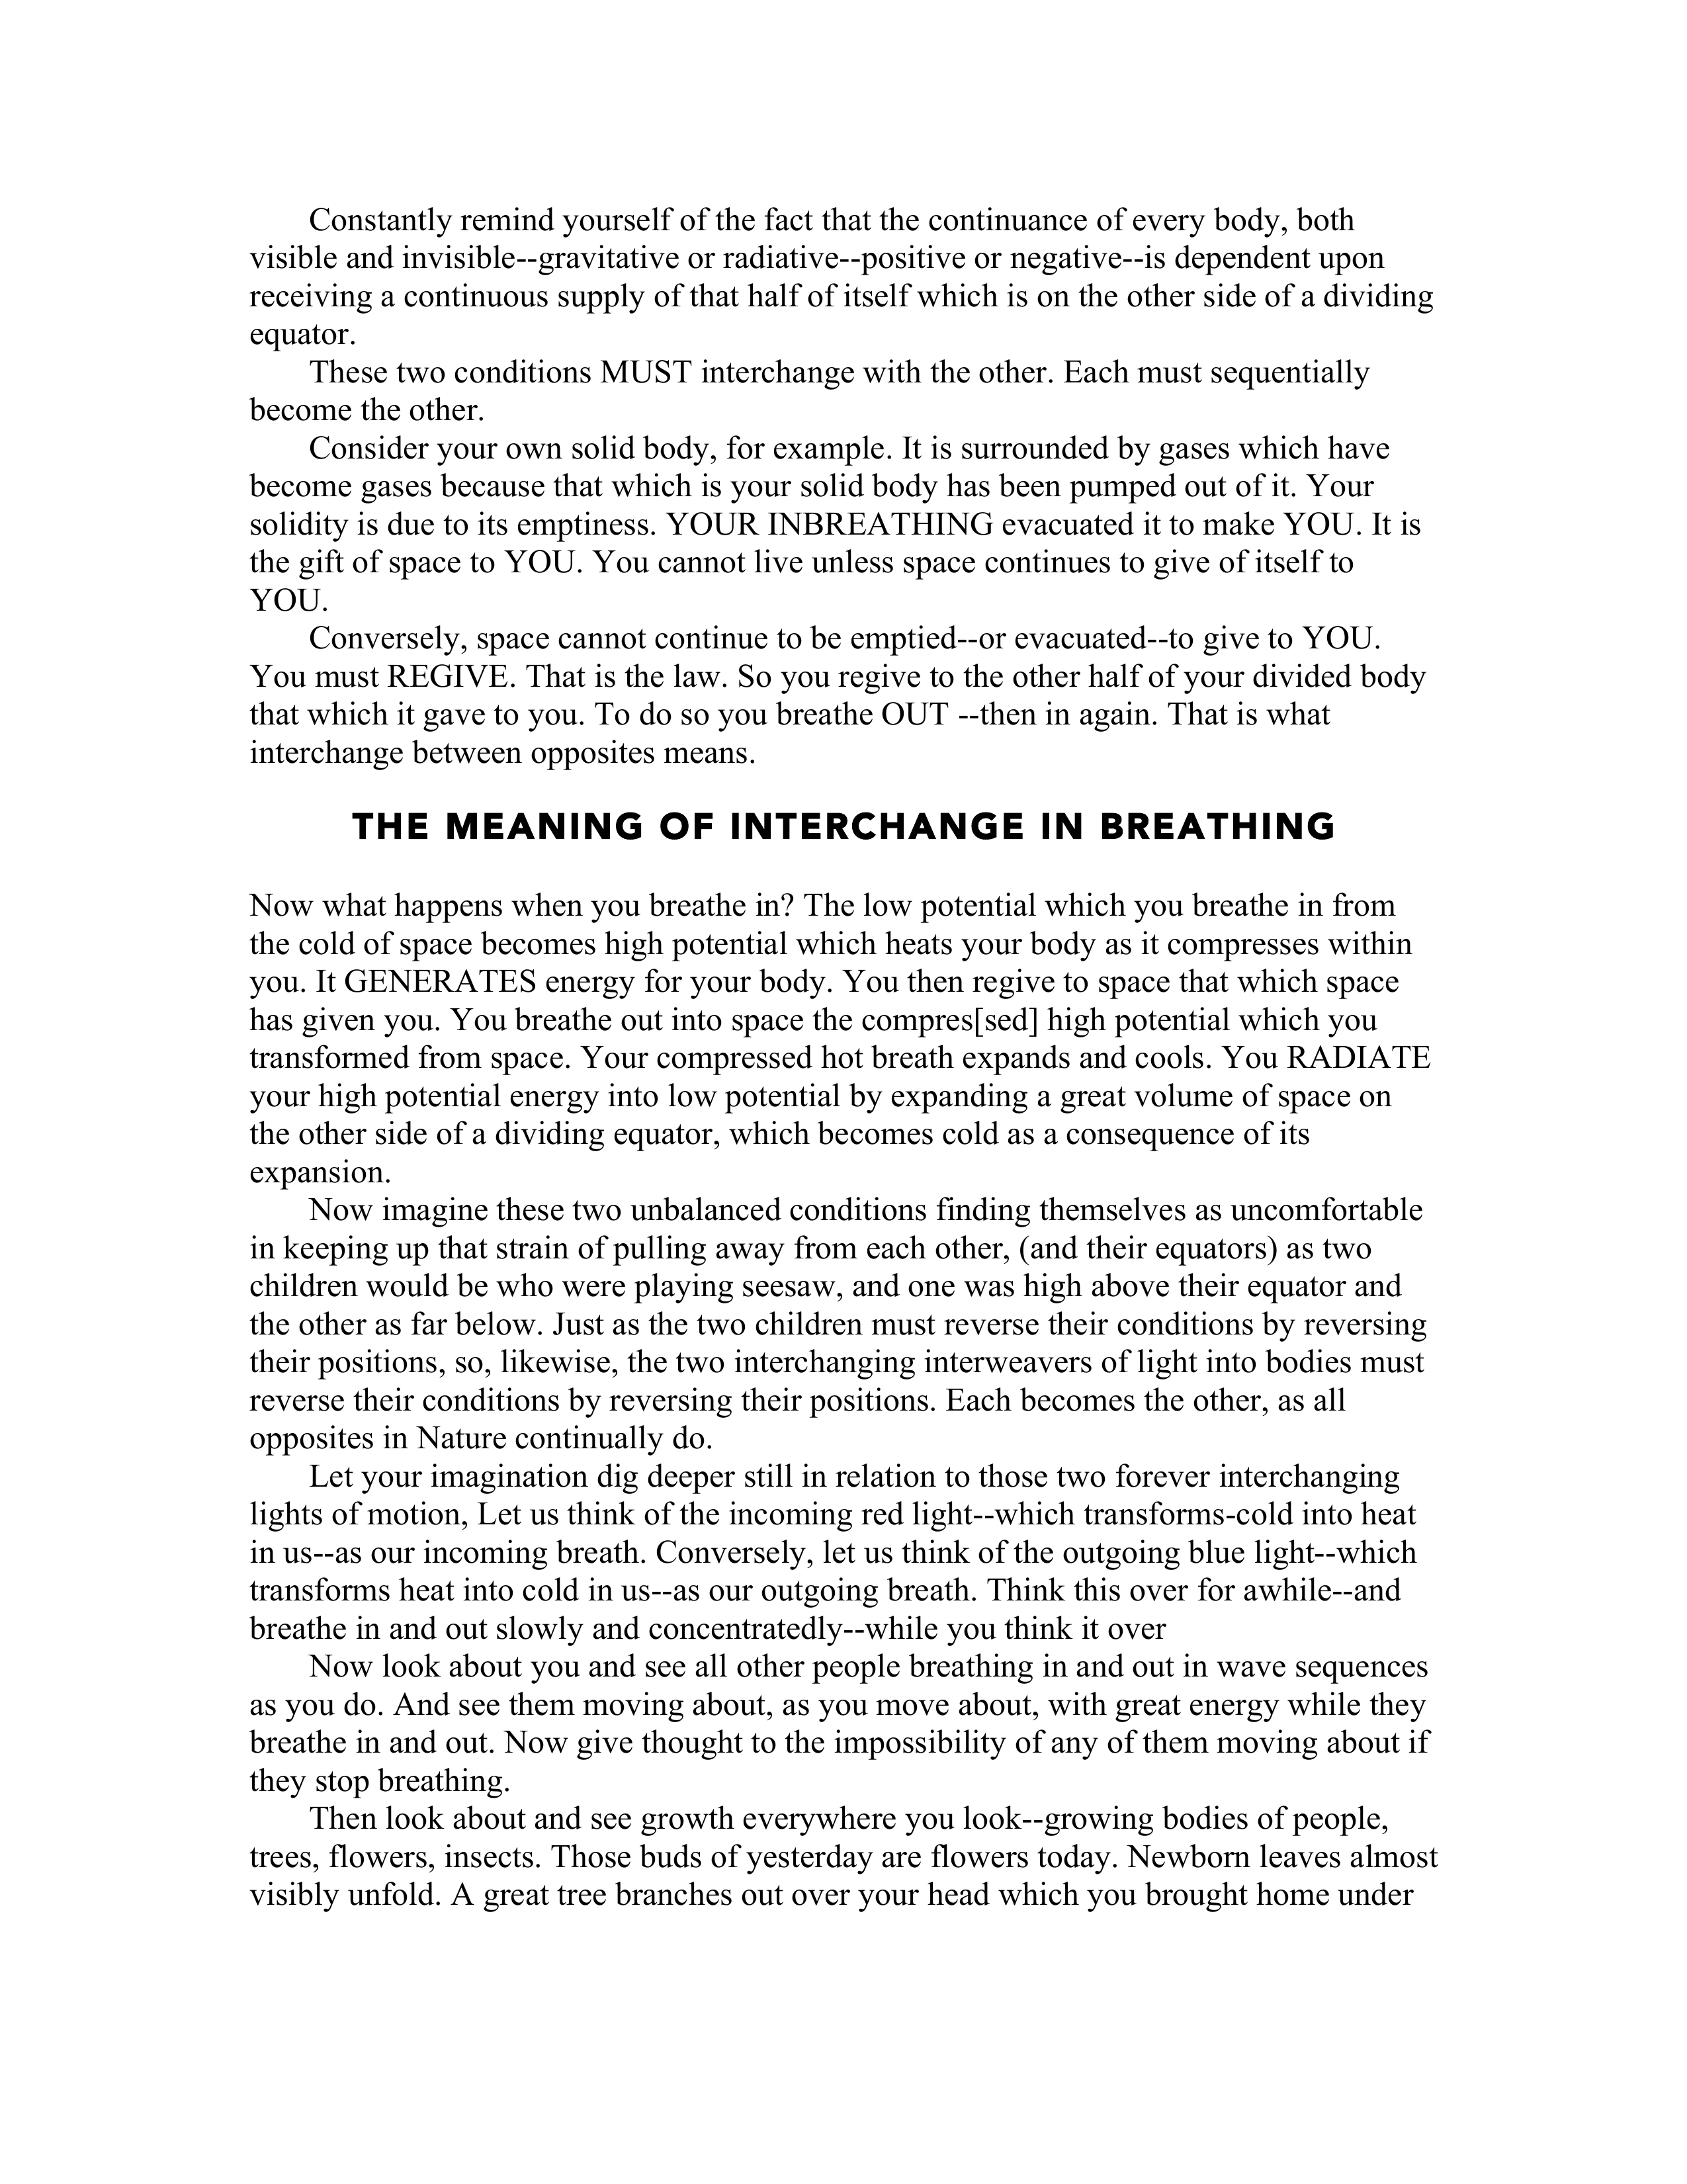 Constantly remind yourself of the fact that the continuance of every body, both
visible and invisible--gravitative or radiative--positive or negative--is dependent upon
receiving a continuous supply of that half of itself which is on the other side of a dividing
equator.
These two conditions MUST interchange with the other. Each must sequentially
become the other.
Consider your own solid body, for example. It is surrounded by gases which have
become gases because that which is your solid body has been pumped out of it. Your
solidity is due to its emptiness. YOUR INBREATHING evacuated it to make YOU. It is
the gift of space to YOU. You cannot live unless space continues to give of itself to
YOU.
Conversely, space cannot continue to be emptied--or evacuated--to give to YOU.
You must REGIVE. That is the law. So you regive to the other half of your divided body
that which it gave to you. To do so you breathe OUT --then in again. That is what
interchange between opposites means.
THE MEANING OF INTERCHANGE IN BREATHING
Now what happens when you breathe in? The low potential which you breathe in from
the cold of space becomes high potential which heats your body as it compresses within
you. It GENERATES energy for your body. You then regive to space that which space
has given you. You breathe out into space the compres[sed] high potential which you
transformed from space. Your compressed hot breath expands and cools. You RADIATE
your high potential energy into low potential by expanding a great volume of space on
the other side of a dividing equator, which becomes cold as a consequence of its
expansion.
Now imagine these two unbalanced conditions finding themselves as uncomfortable
in keeping up that strain of pulling away from each other, (and their equators) as two
children would be who were playing seesaw, and one was high above their equator and
the other as far below. Just as the two children must reverse their conditions by reversing
their positions, so, likewise, the two interchanging interweavers of light into bodies must
reverse their conditions by reversing their positions. Each becomes the other, as all
opposites in Nature continually do.
Let your imagination dig deeper still in relation to those two forever interchanging
lights of motion, Let us think of the incoming red light--which transforms-cold into heat
in us--as our incoming breath. Conversely, let us think of the outgoing blue light--which
transforms heat into cold in us--as our outgoing breath. Think this over for awhile--and
breathe in and out slowly and concentratedly--while you think it over
Now look about you and see all other people breathing in and out in wave sequences
as you do. And see them moving about, as you move about, with great energy while they
breathe in and out. Now give thought to the impossibility of any of them moving about if
they stop breathing.
Then look about and see growth everywhere you look--growing bodies of people,
trees, flowers, insects. Those buds of yesterday are flowers today. Newborn leaves almost
visibly unfold. A great tree branches out over your head which you brought home under